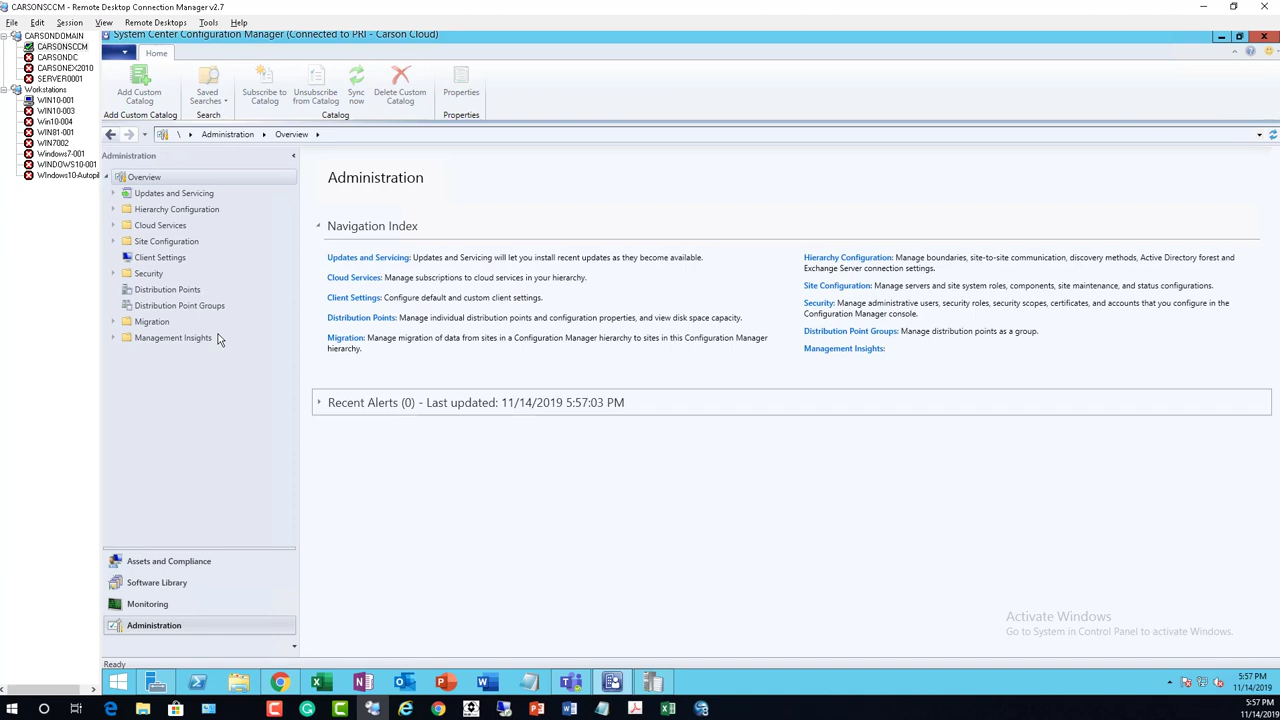 CARSONSCCM - Remote Desktop Connection Manager v2.7
File Edit Session View Remote Desktops Tools Help
CARSONDOMAIN
CARSONSCCM
CARSONDC
CARSONEX2010
SERVER0001
Workstations
WIN10-001
WIN10-003
Win10-004
WIN81-001
WIN7002
Windows7-001
WINDOWS10-001
WIndows10-Autopil
System Center Configuration Manager (Connected to PRI - Carson Cloud)
Home
Add Custom Catalog
Saved Searches
Subscribe to Catalog
Unsubscribe from Catalog
Sync now
Delete Custom Catalog
Properties
Add Custom Catalog Search Catalog Properties
\ Administration Overview
Administration
Overview
Updates and Servicing
Hierarchy Configuration
Cloud Services
Site Configuration
Client Settings
Security
Distribution Points
Distribution Point Groups
Migration
Management Insights
Assets and Compliance
Software Library
Monitoring
Administration
Administration
Navigation Index
Updates and Servicing: Updates and Servicing will let you install recent updates as they become available.
Cloud Services: Manage subscriptions to cloud services in your hierarchy.
Client Settings: Configure default and custom client settings.
Distribution Points: Manage individual distribution points and configuration properties, and view disk space capacity.
Migration: Manage migration of data from sites in a Configuration Manager hierarchy to sites in this Configuration Manager
hierarchy.
Hierarchy Configuration: Manage boundaries, site-to-site communication, discovery methods, Active Directory forest and
Exchange Server connection settings.
Site Configuration: Manage servers and site system roles, components, site maintenance, and status configurations.
Security: Manage administrative users, security roles, security scopes, certificates, and accounts that you configure in the
Configuration Manager console.
Distribution Point Groups: Manage distribution points as a group.
Management Insights:
Recent Alerts (0) - Last updated: 11/14/2019 5:57:03 PM
Activate Windows
Go to System in Control Panel to activate Windows.
Ready
5:57 PM
11/14/2019
5:57 PM
11/14/2019